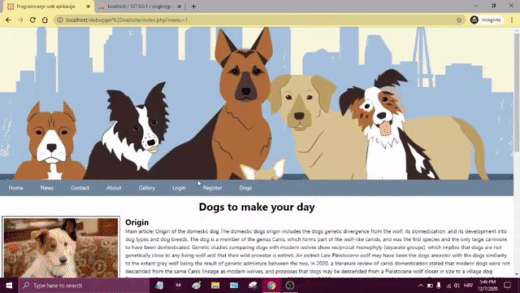 Programiranje web aplikacija
localhost / 127.0.0.1 /
localhost/debugger%20website/index.php?menu=1
Incognito
Home News Contact About Gallery Login Register Dogs
Dogs to make your day
Origin
Main article: Origin of the domestic dog The domestic dogs origin includes the dogs genetic divergence from the wolf, its domestication, and its development into
dog types and dog breeds. The dog is a member of the genus Canis, which forms part of the wolf-like canids, and was the first species and the only large carnivore
to have been domesticated. Genetic studies comparing dogs with modern wolves show reciprocal monophyly (separate groups), which implies that dogs are not
genetically close to any living wolf and that their wild ancestor is extinct. An extinct Late Pleistocene wolf may have been the dogs ancestor with the dogs similarity
to the extant grey wolf being the result of genetic admixture between the two. In 2020, a literature review of canid domestication stated that modern dogs were not
descended from the same Canis lineage as modern wolves, and proposes that dogs may be descended from a Pleistocene wolf closer in size to a village dog
Type here to search
HRV
5:49 PM